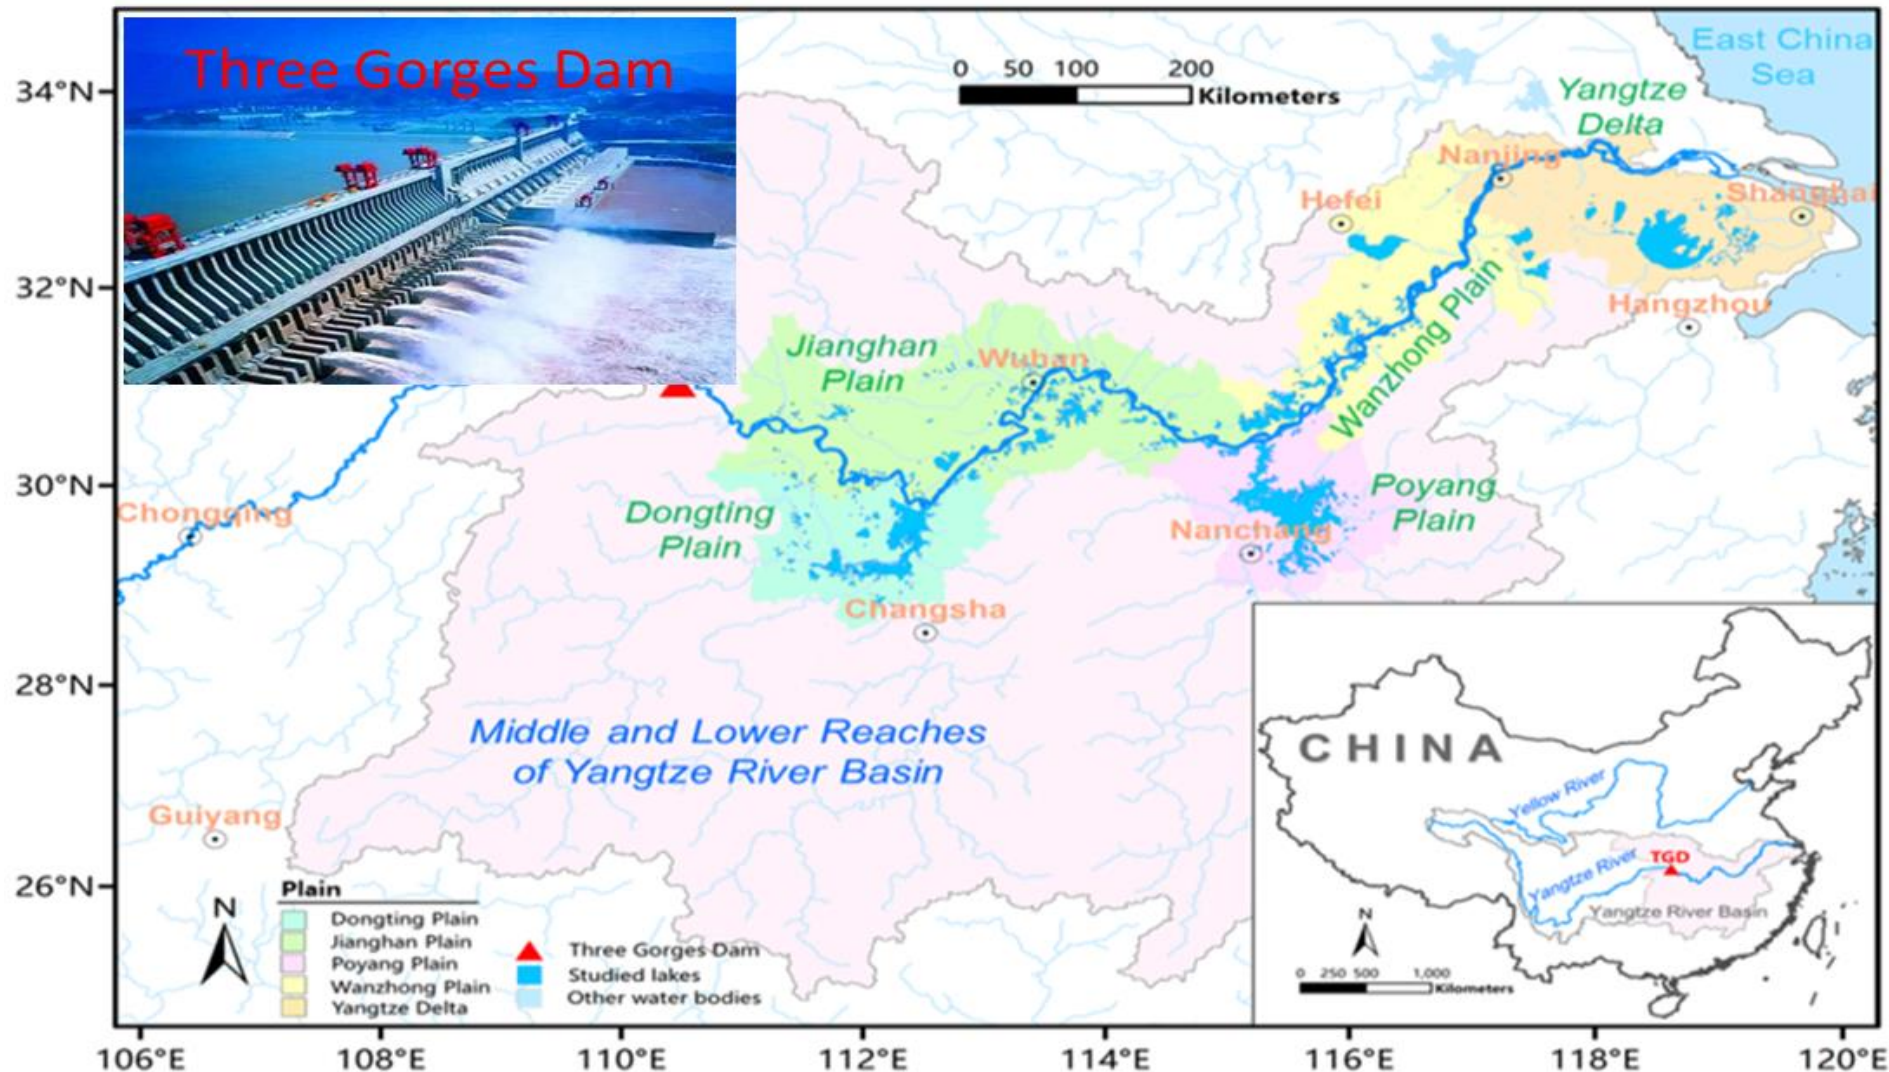 Three Gorges Dam
0 50 100 200
Kilometers
East China
Sea
Yangtze
Delta
Nanjing
Hefei
Shanghai
Hangzhou
Wanzhong Plain
Jianghan
Plain
Wuhan
Poyang
Plain
Nanchang
Dongting
Plain
Changsha
Chongqing
Guiyang
Middle and Lower Reaches
of Yangtze River Basin
34°N
32°N
30°N
28°N
26°N
N
Plain
Dongting Plain
Jianghan Plain
Poyang Plain
Wanzhong Plain
Yangtze Delta
Three Gorges Dam
Studied lakes
Other water bodies
CHINA
Yellow River
TGD
Yangtze River
Yangtze River Basin
N
0 250 500 1,000
Kilometers
106°E 108°E 110°E 112°E 114°E 116°E 118°E 120°E